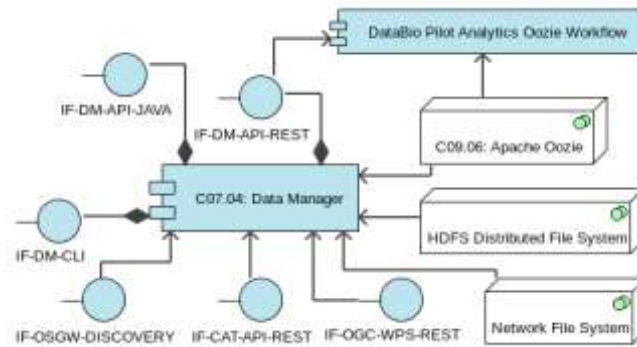 DataBio Pilot Analytics Oozie Workflow
IF-DM-API-JAVA
IF-DM-API-REST
C09.06: Apache Oozie
C07.04: Data Manager
HDFS Distributed File System
IF-DM-CLI
IF-OSGW-DISCOVERY
IF-CAT-API-REST
IF-OGC-WPS-REST
Network File System